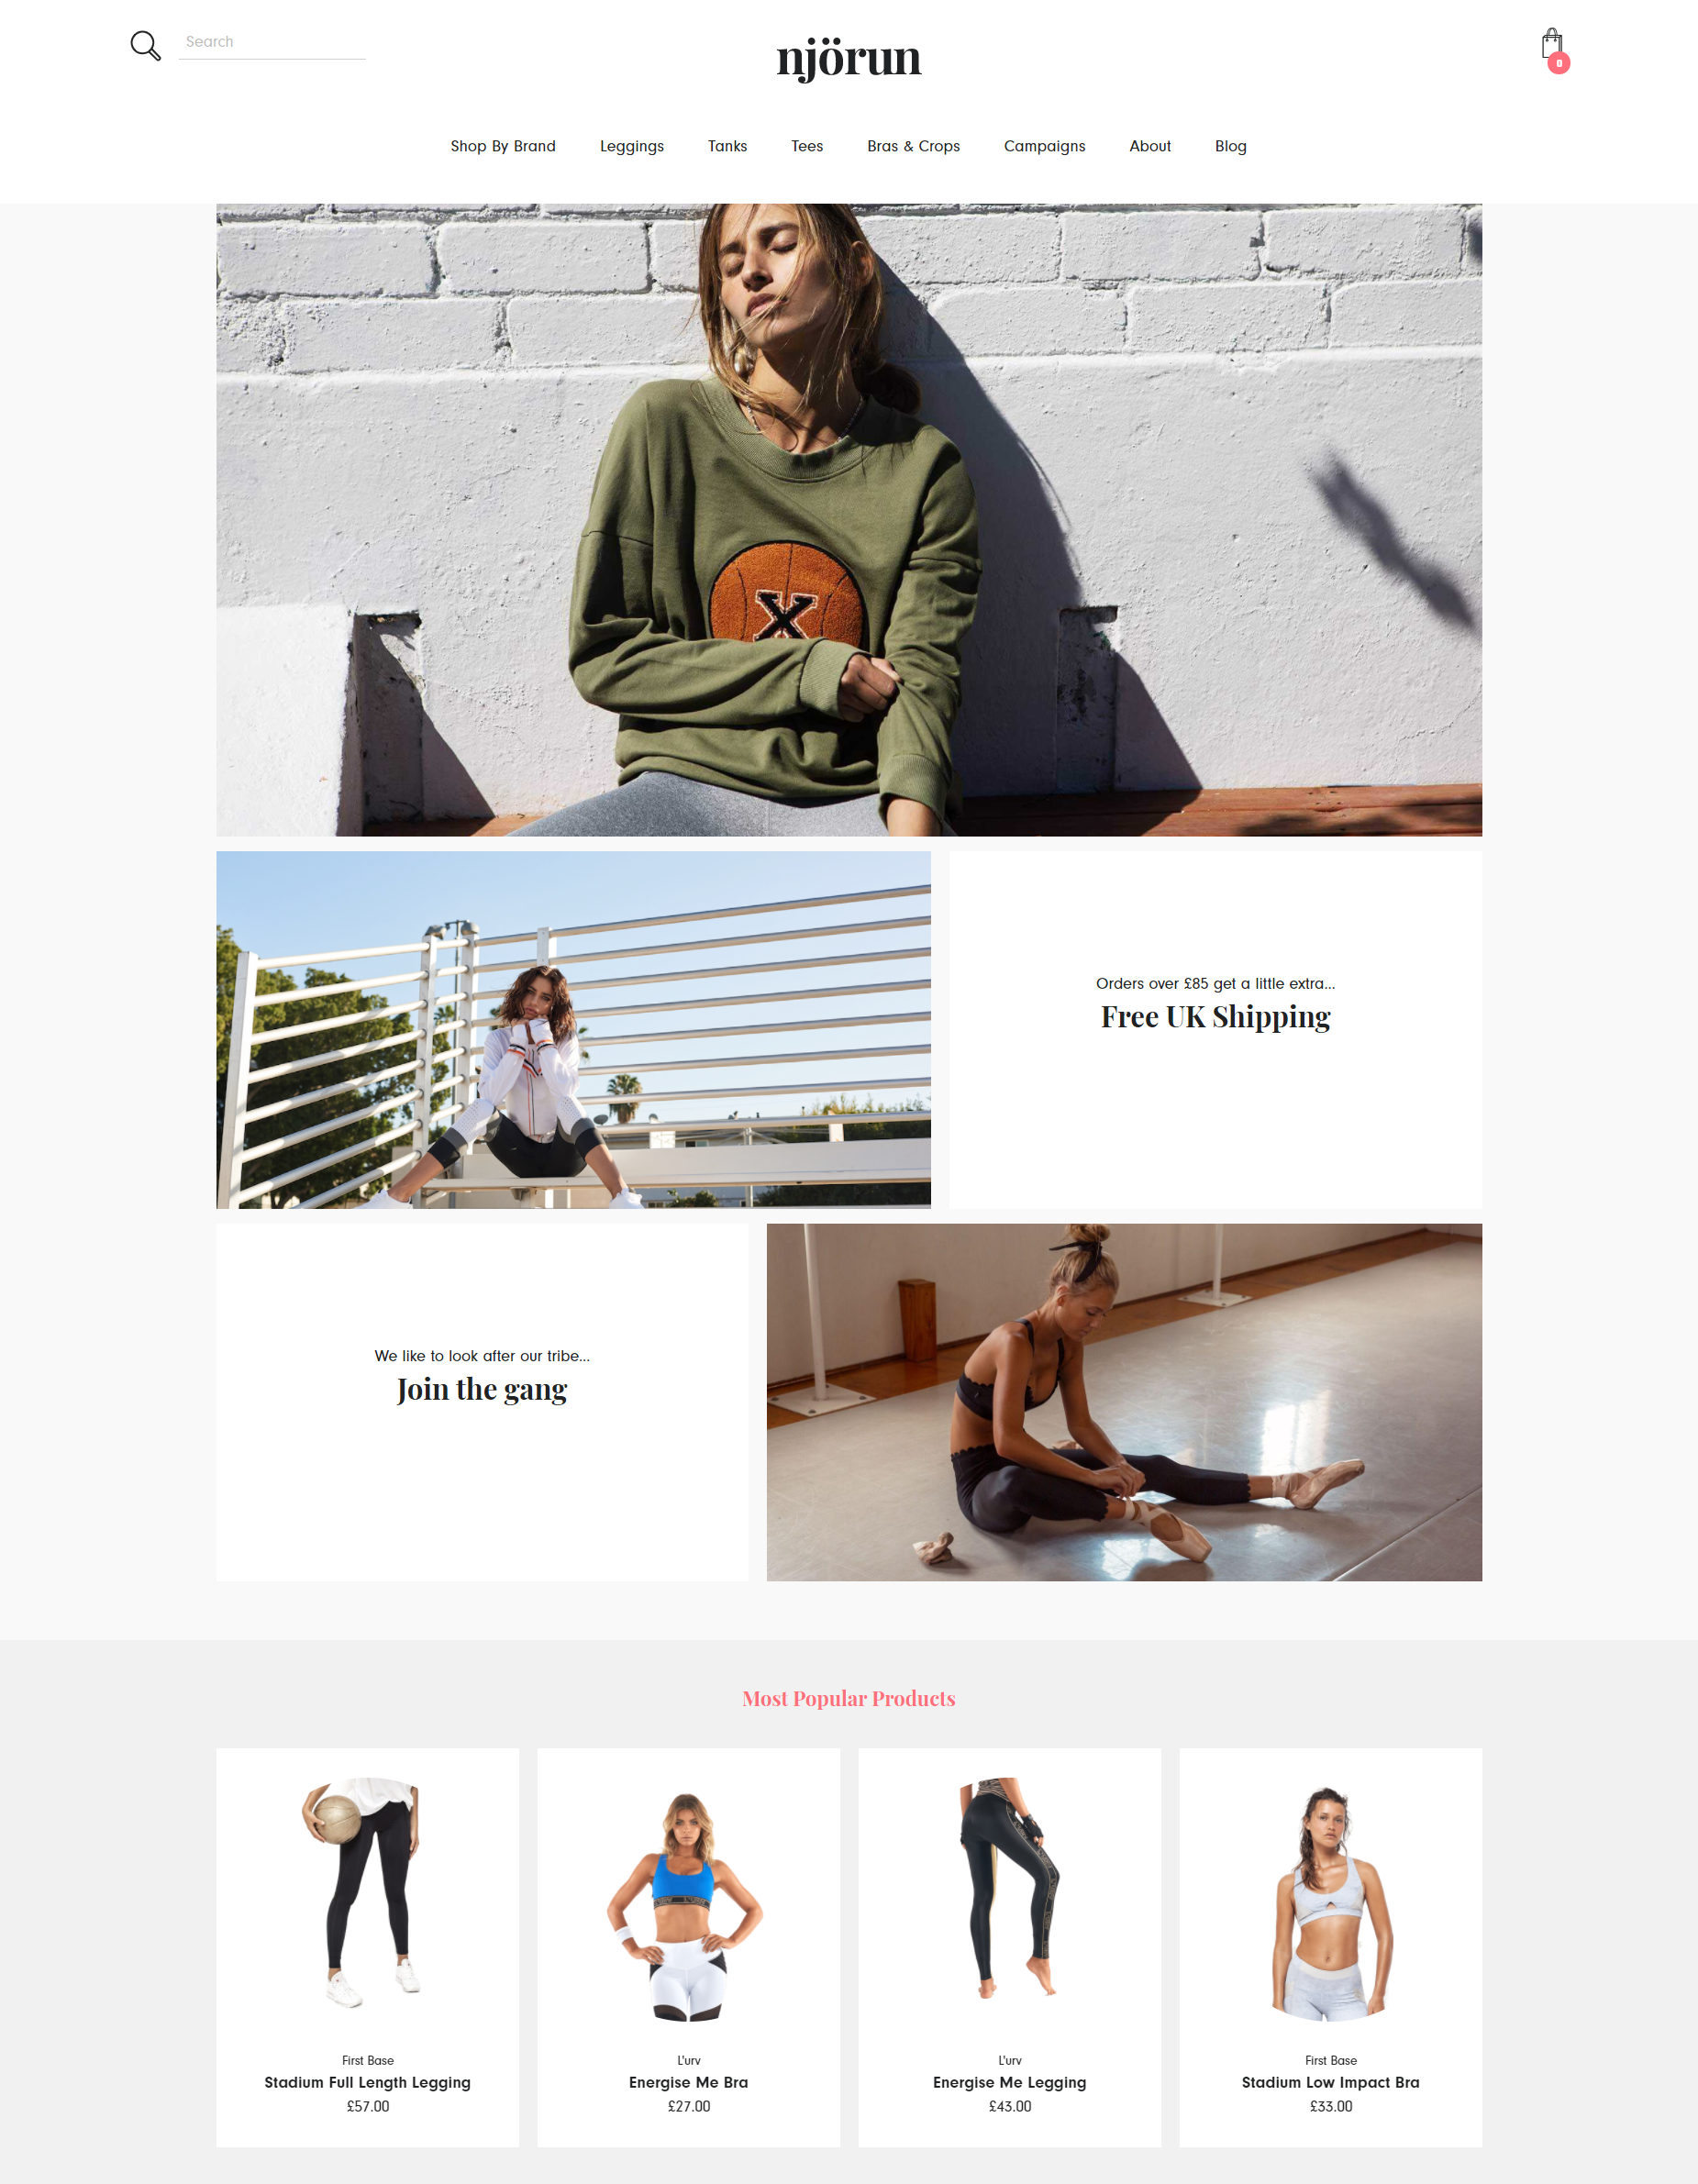 Search
njörun
0
Shop By Brand Leggings Tanks Tees Bras & Crops Campaigns About Blog
X
Orders over £85 get a little extra...
Free UK Shipping
We like to look after our tribe...
Join the gang
Most Popular Products
First Base
Stadium Full Length Legging
£57.00
L'urv
Energise Me Bra
£27.00
L'urv
Energise Me Legging
£43.00
First Base
Stadium Low Impact Bra
£33.00